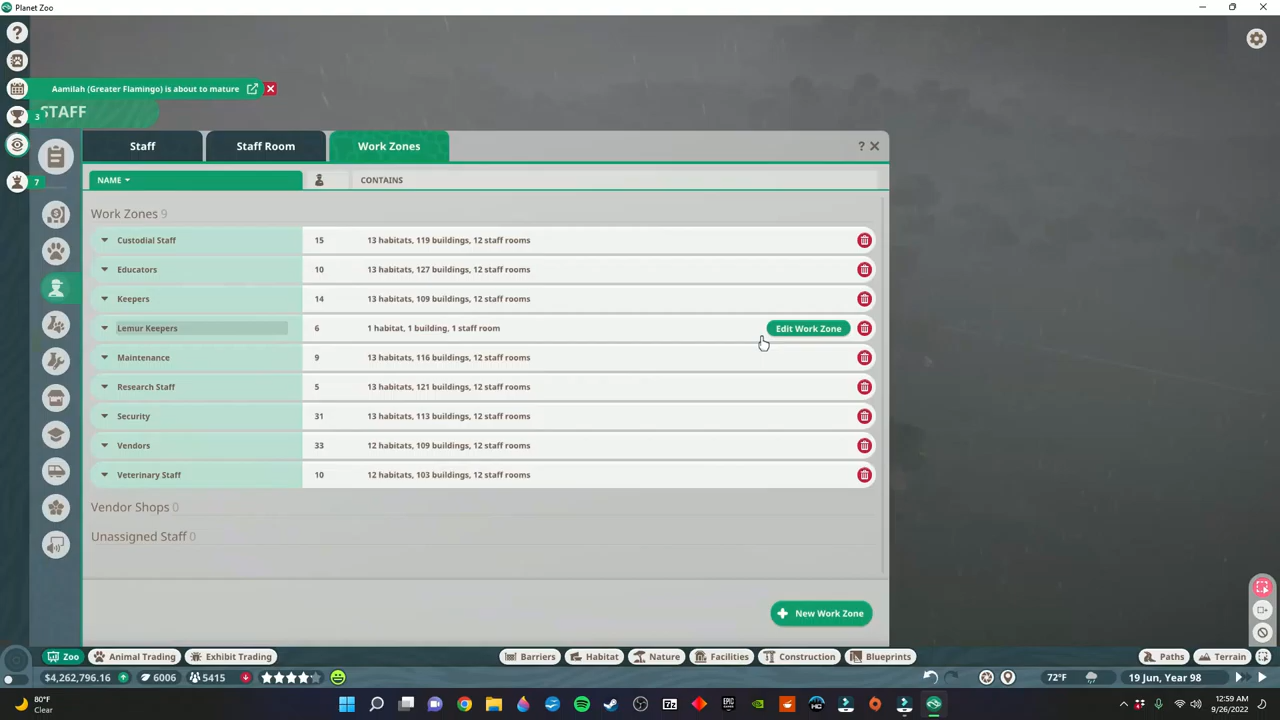 Planet Zoo
Aamilah (Greater Flamingo) is about to mature
STAFF
3
7
Staff
Staff Room
Work Zones
?
NAME
CONTAINS
Work Zones 9
Custodial Staff 15 13 habitats, 119 buildings, 12 staff rooms
Educators 10 13 habitats, 127 buildings, 12 staff rooms
Keepers 14 13 habitats, 109 buildings, 12 staff rooms
Lemur Keepers 6 1 habitat, 1 building, 1 staff room Edit Work Zone
Maintenance 9 13 habitats, 116 buildings, 12 staff rooms
Research Staff 5 13 habitats, 121 buildings, 12 staff rooms
Security 31 13 habitats, 113 buildings, 12 staff rooms
Vendors 33 12 habitats, 109 buildings, 12 staff rooms
Veterinary Staff 10 12 habitats, 103 buildings, 12 staff rooms
Vendor Shops 0
Unassigned Staff 0
New Work Zone
Zoo Animal Trading Exhibit Trading Barriers Habitat Nature Facilities Construction Blueprints Paths Terrain
$4,262,796.16 6006 5415 72°F 19 Jun, Year 98
80°F
Clear
12:59 AM
9/26/2022